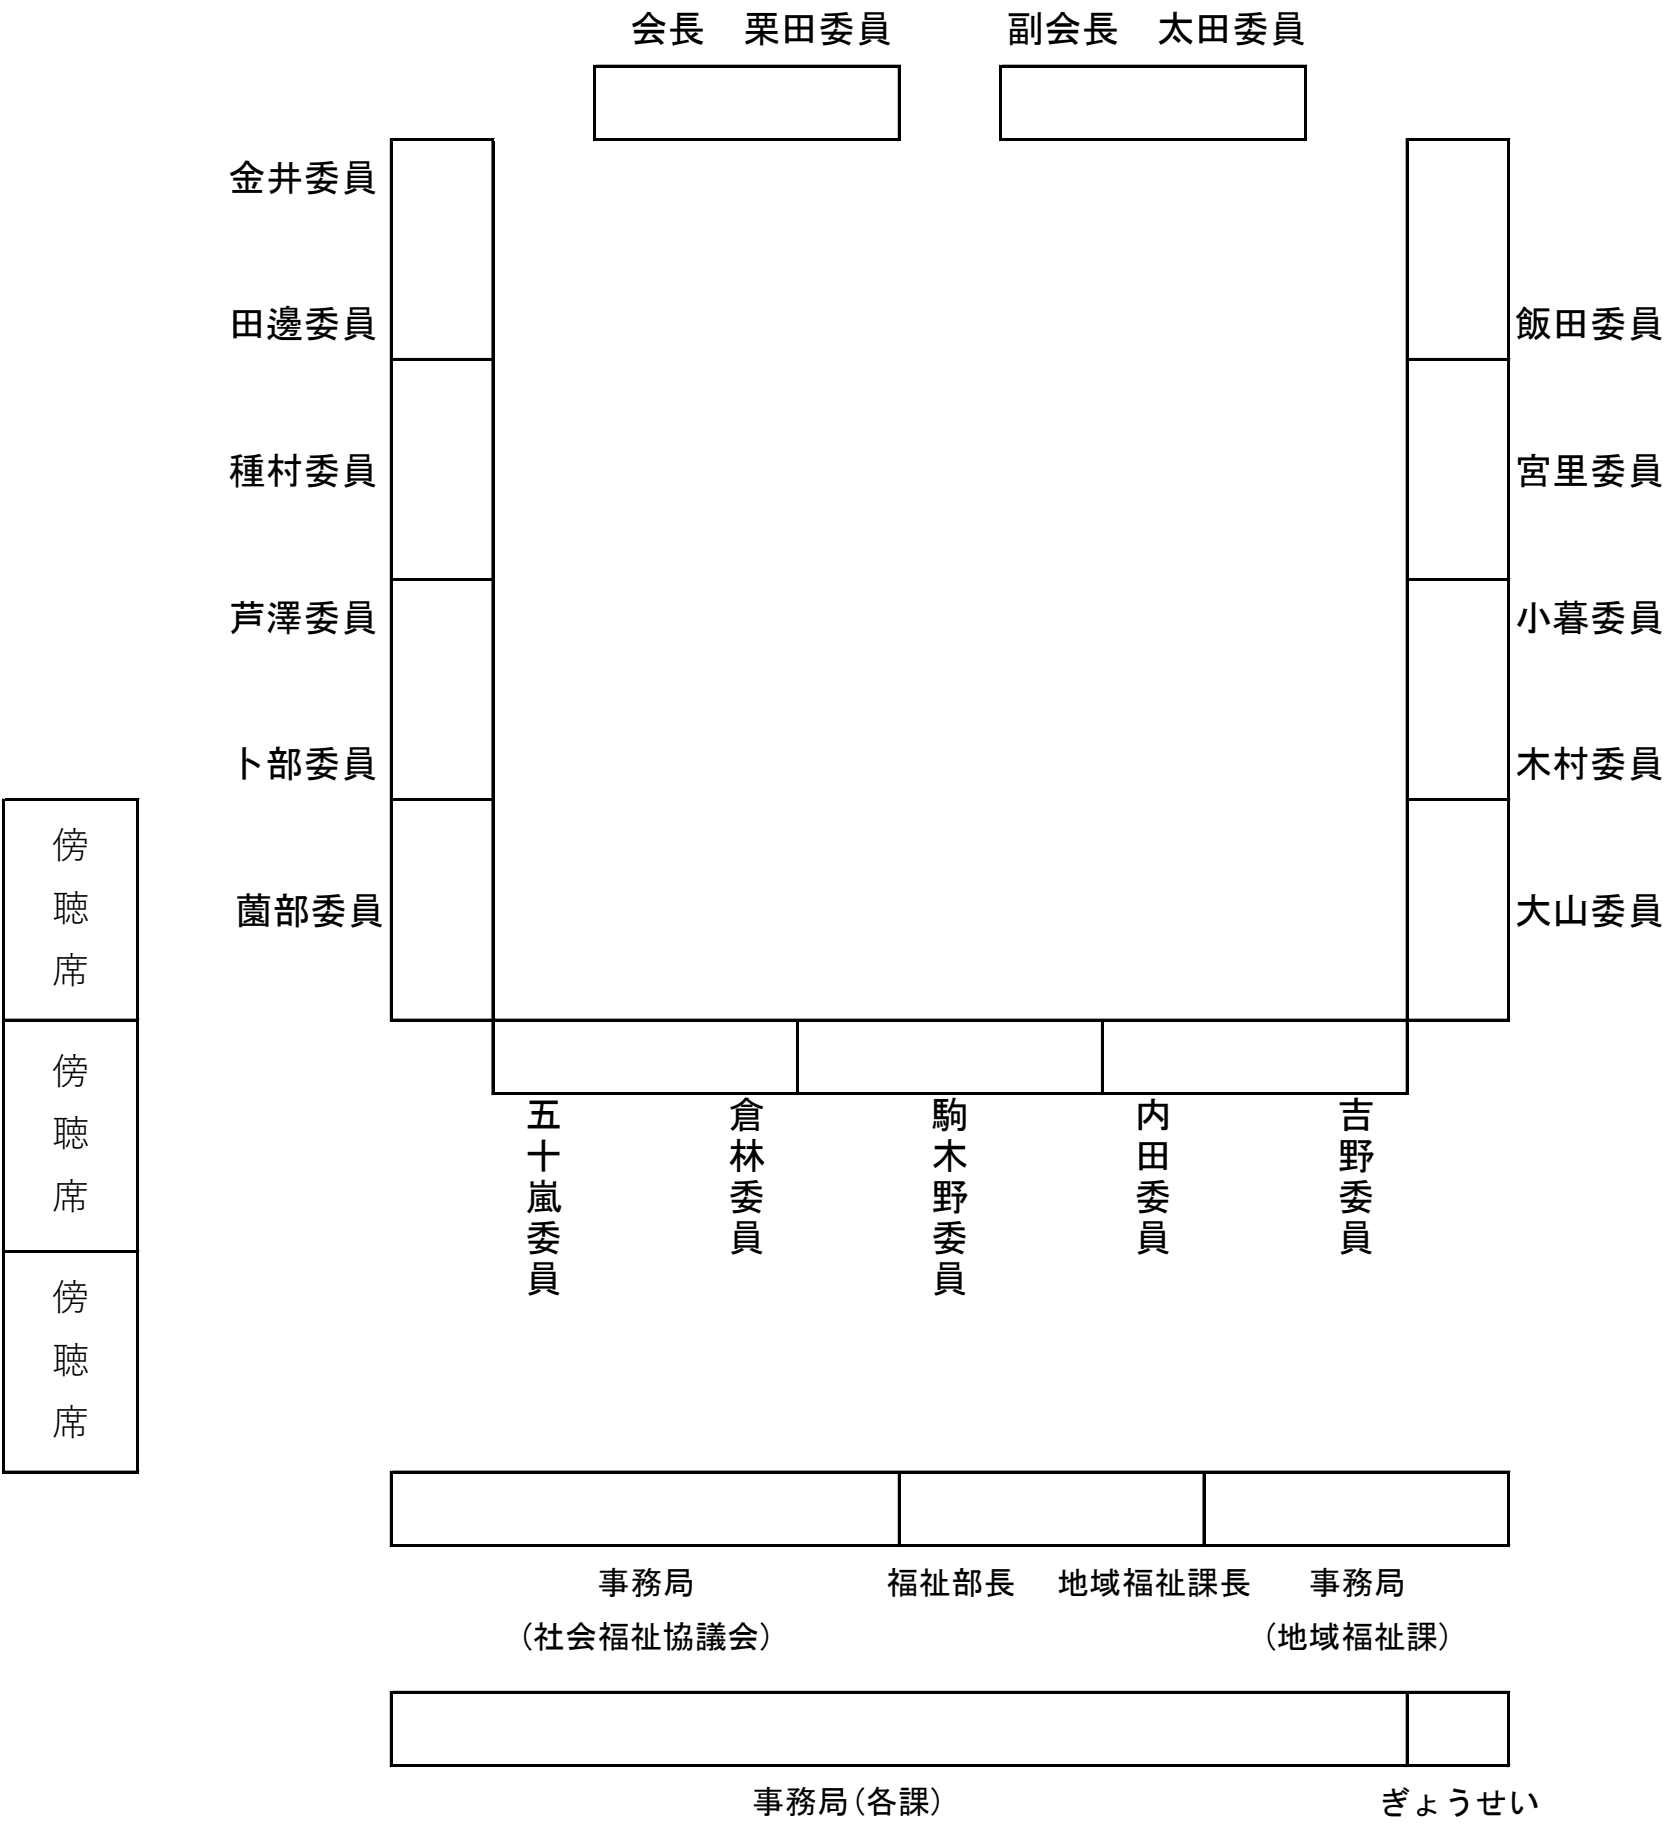 会長　栗田委員　副会長　太田委員
金井委員
田邊委員
飯田委員
種村委員
宮里委員
芦澤委員
小暮委員
卜部委員
木村委員
薗部委員
大山委員
傍聴席
傍聴席
傍聴席
五十嵐委員
倉林委員
駒木野委員
内田委員
吉野委員
事務局　福祉部長　地域福祉課長　事務局
（社会福祉協議会）　（地域福祉課）
事務局（各課）　ぎょうせい